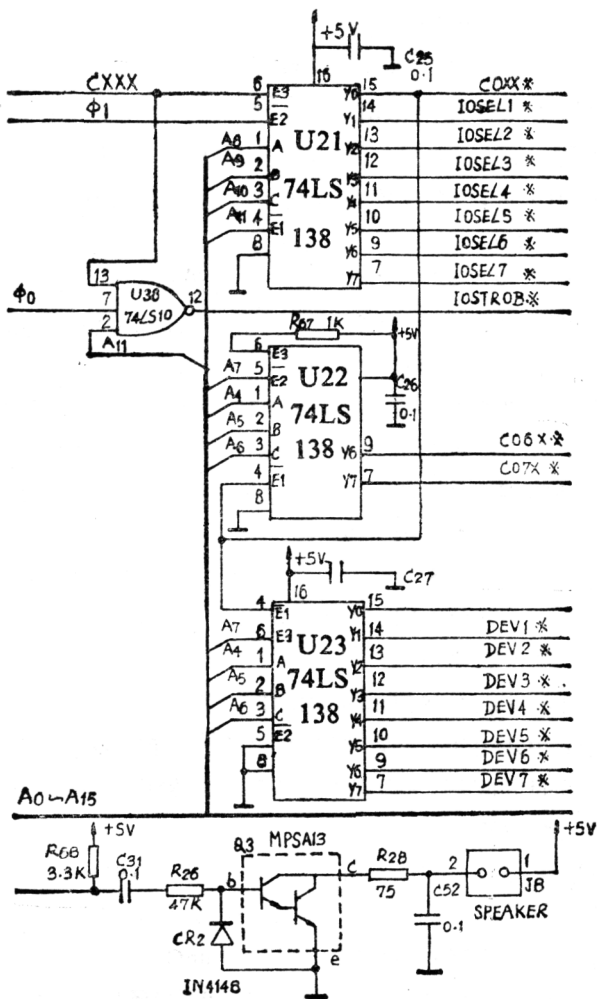 +5V
C25
0.1
16
CXXX
6
E3
Y0
15
C0XX*
5
E2
14
IOSEL1*
Φ1
Y1
A8
1
A
U21
Y2
13
IOSEL2*
A9
2
B
Y3
12
IOSEL3*
A10
3
C
74LS
Y4
11
IOSEL4*
A11
4
E1
Y5
10
IOSEL5*
8
138
Y6
9
IOSEL6*
Y7
7
IOSEL7*
13
Φ0
7
U38
74LS10
12
IOSTROB*
2
A11
R67
1K
+5V
6
E3
A7
5
E2
U22
C26
0.1
A4
1
A
74LS
A5
2
B
A6
3
C
138
Y6
9
C06X*
4
E1
Y7
7
C07X*
8
+5V
C27
16
4
E1
Y0
15
A7
6
E3
U23
Y1
14
DEV1*
A4
1
A
Y2
13
DEV2*
A5
2
B
74LS
Y3
12
DEV3*
A6
3
C
138
Y4
11
DEV4*
5
E2
Y5
10
DEV5*
8
Y6
9
DEV6*
Y7
7
DEV7*
A0~A15
+5V
R68
3.3K
C31
0.1
R26
47K
Q3
MPSA13
b
c
e
CR2
IN4148
R28
75
C52
0.1
2
1
J8
SPEAKER
+5V